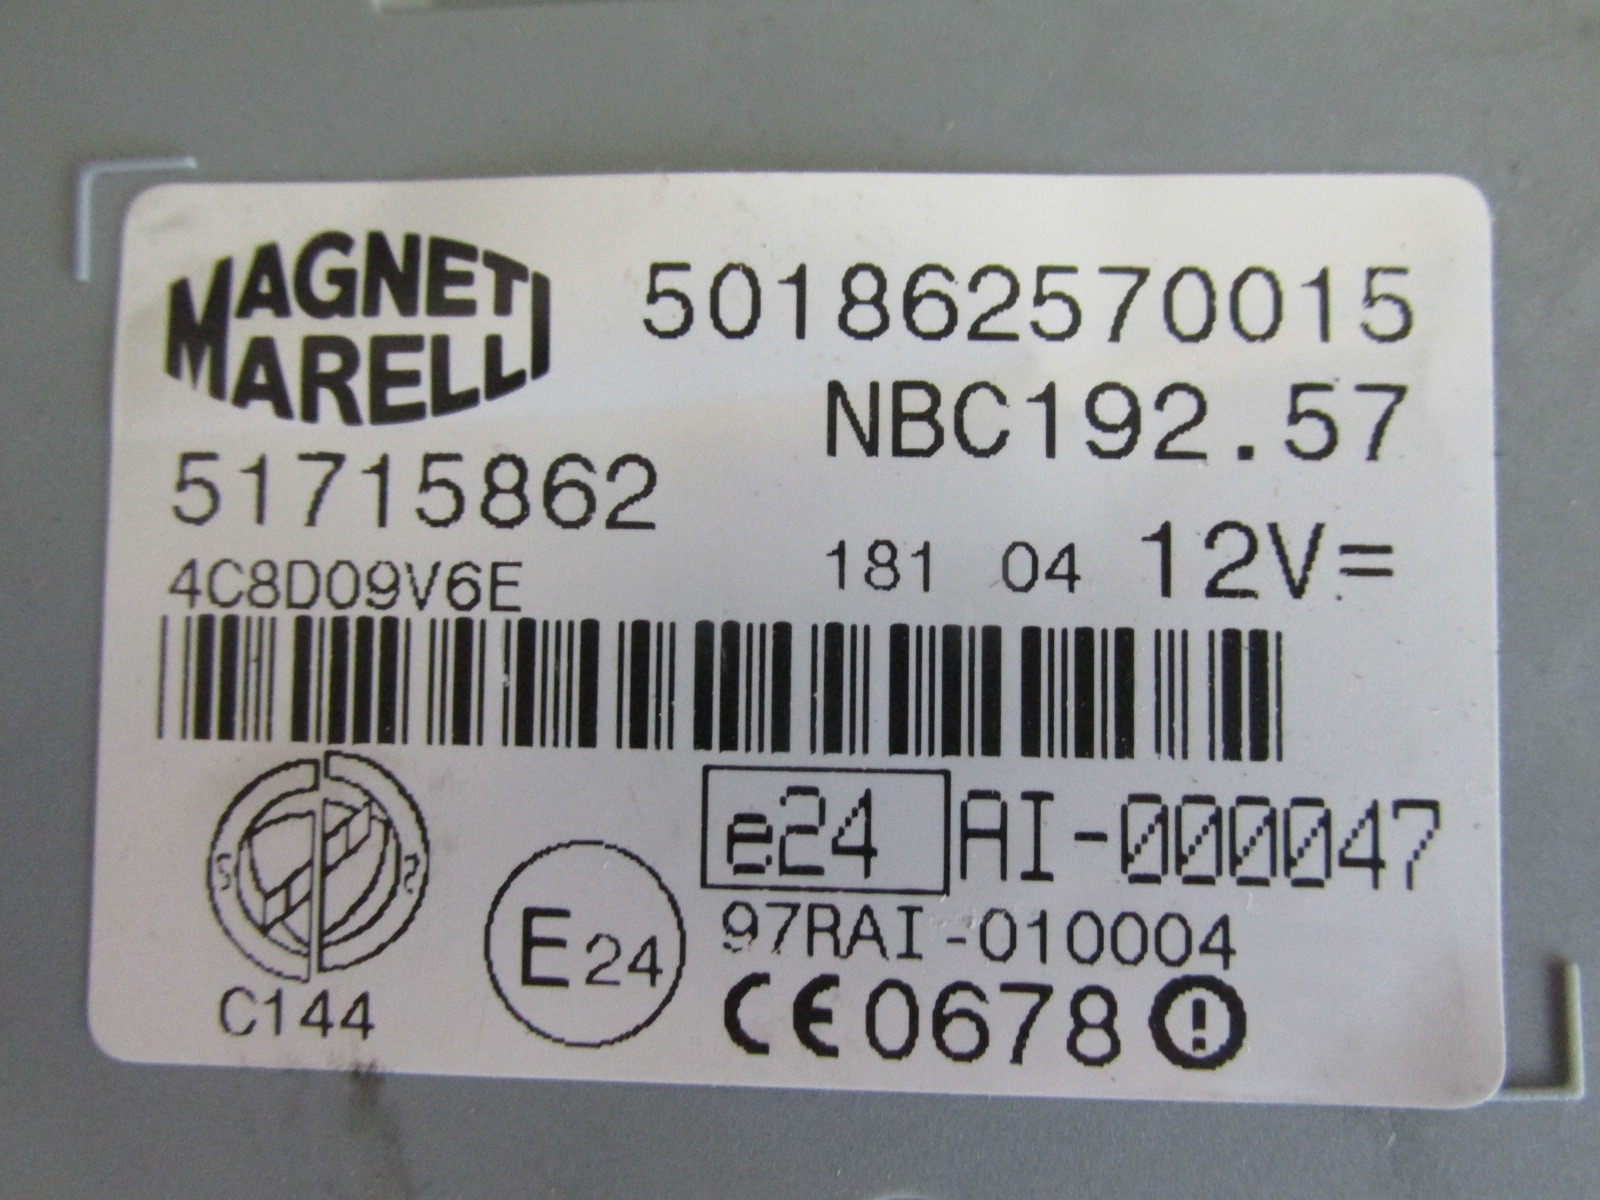 MAGNETI
MARELLI
501862570015
NBC192.57
51715862
4C8D09V6E
181 04 12V=
e24 AI-000047
E24
97RAI-010004
C144
CE0678 !